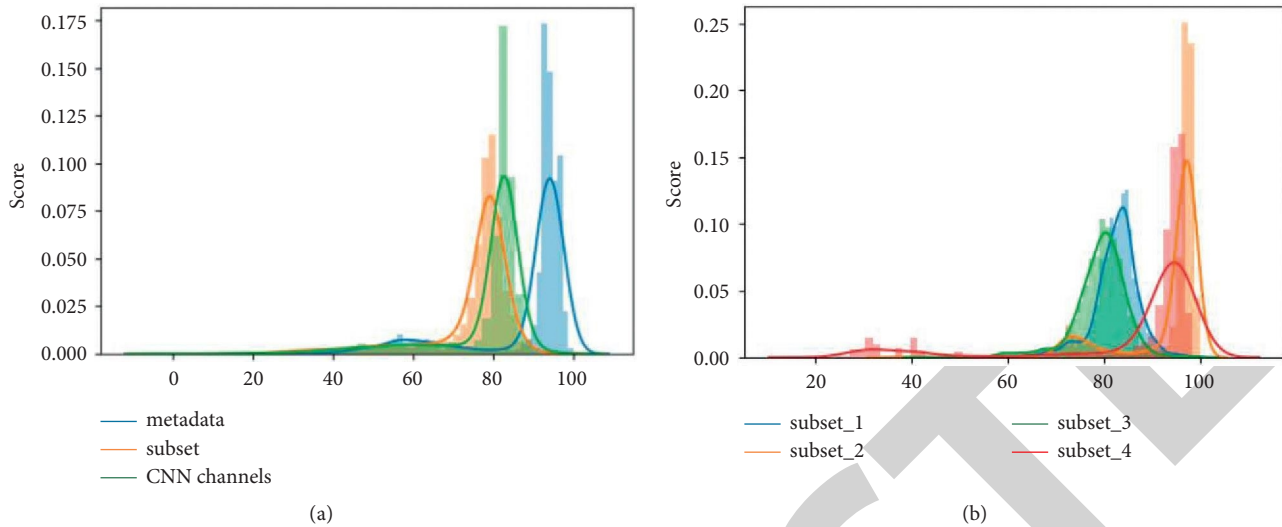 0.175
0.150
0.125
0.100
0.075
0.050
0.025
0.000
Score
0 20 40 60 80 100
metadata
subset
CNN channels
(a)
0.25
0.20
0.15
0.10
0.05
0.00
Score
20 40 60 80 100
subset_1 subset_3
subset_2 subset_4
(b)